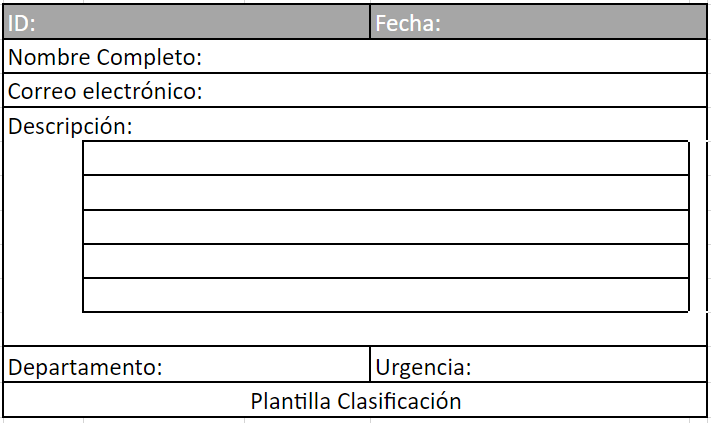 ID: Fecha:
Nombre Completo:
Correo electrónico:
Descripción:
Departamento: Urgencia:
Plantilla Clasificación